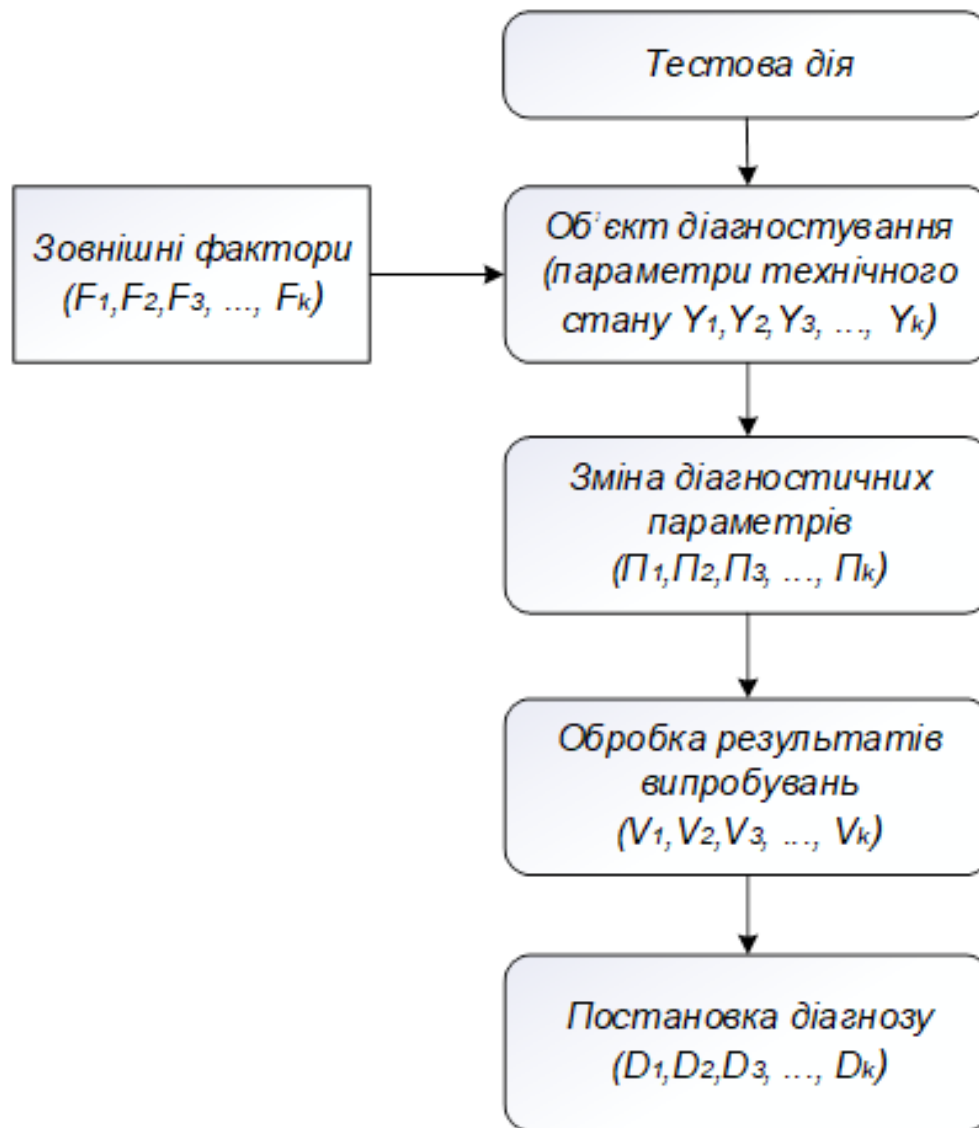 Тестова дія
Зовнішні фактори
(F₁,F₂,F₃, ..., Fₖ)
Об'єкт діагностування
(параметри технічного
стану Y₁,Y₂,Y₃, ..., Yₖ)
Зміна діагностичних
параметрів
(П₁,П₂,П₃, ..., Пₖ)
Обробка результатів
випробувань
(V₁,V₂,V₃, ..., Vₖ)
Постановка діагнозу
(D₁,D₂,D₃, ..., Dₖ)